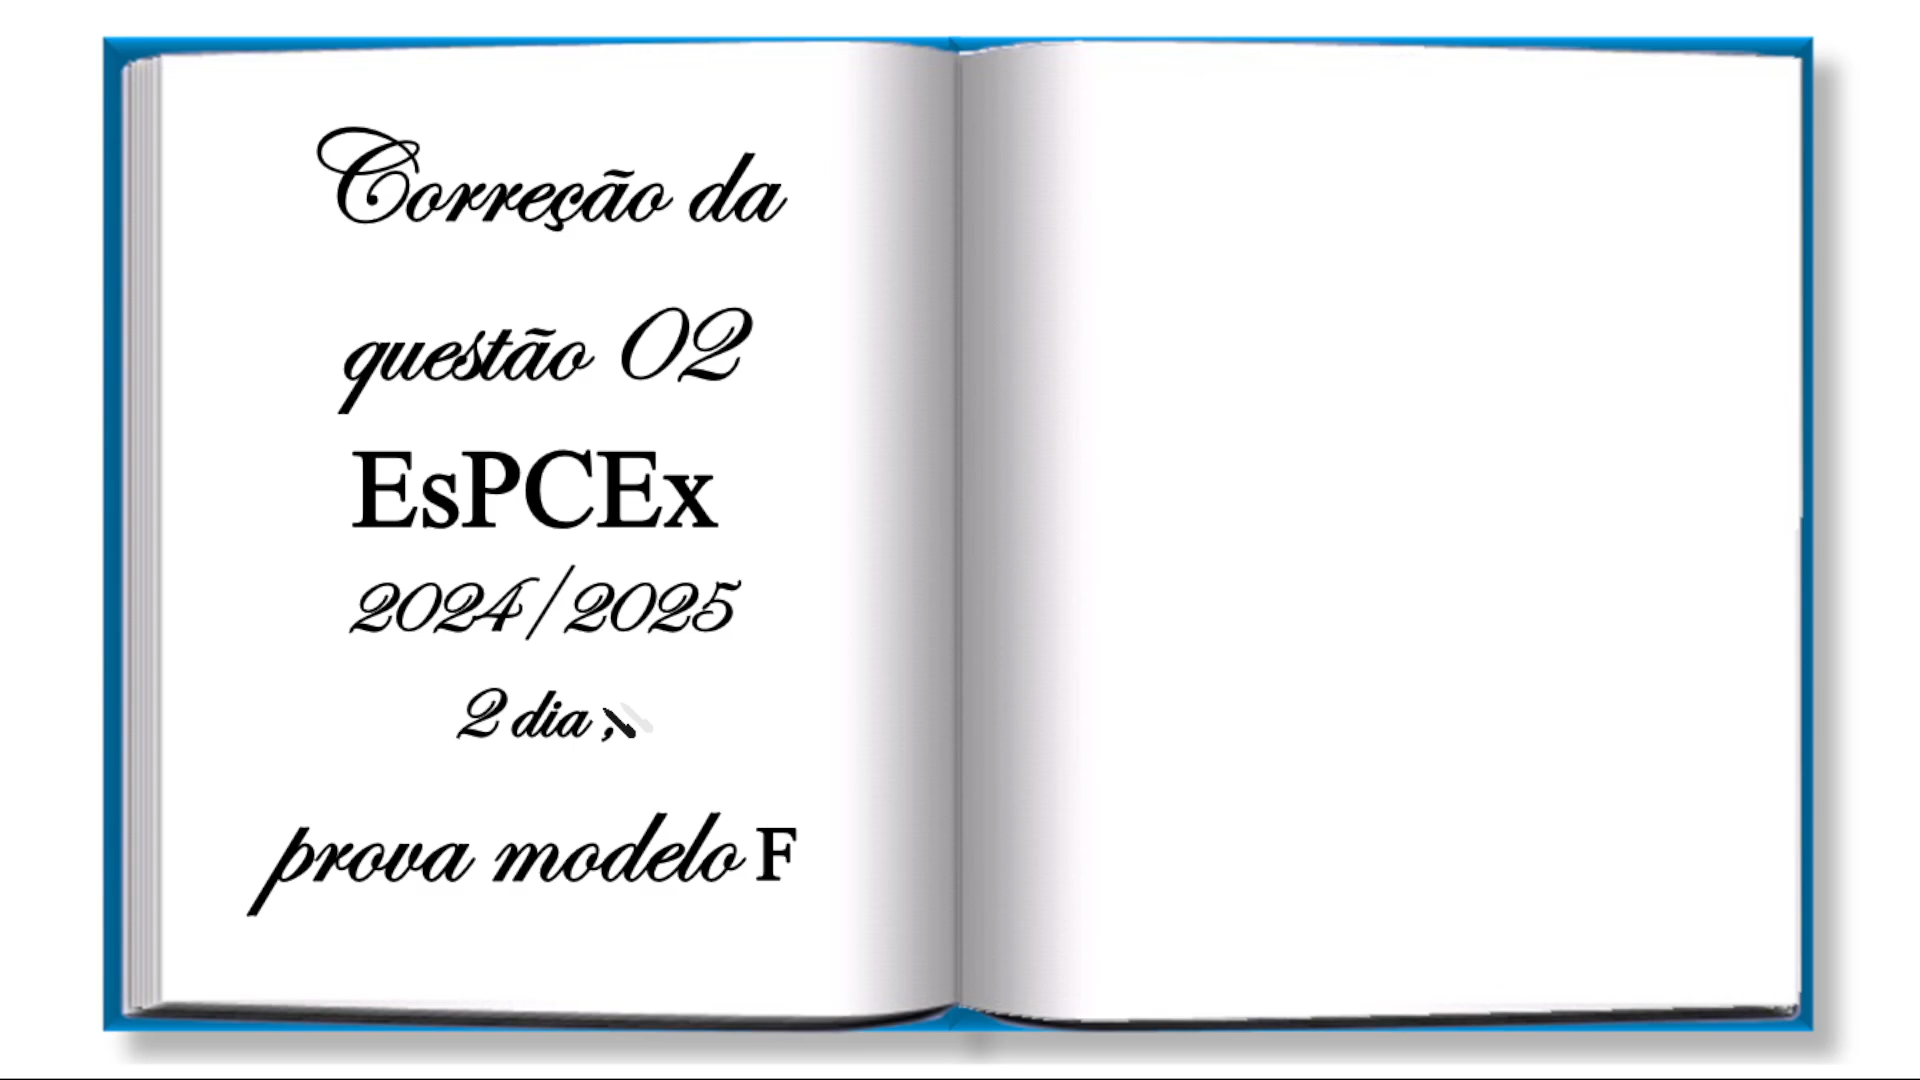 Correção da
questão 02
EsPCEx
2024/2025
2 dia ,
prova modelo F